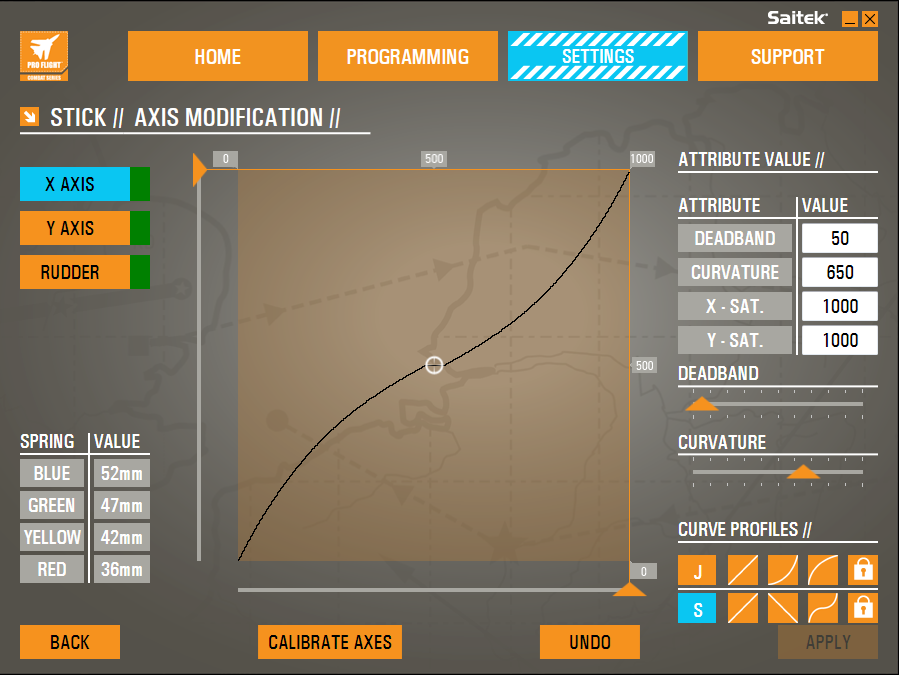 Saitek
PRO FLIGHT
COMBAT SERIES
HOME
PROGRAMMING
SETTINGS
SUPPORT
STICK // AXIS MODIFICATION //
X AXIS
Y AXIS
RUDDER
0
500
1000
500
0
ATTRIBUTE VALUE //
ATTRIBUTE VALUE
DEADBAND 50
CURVATURE 650
X - SAT. 1000
Y - SAT. 1000
DEADBAND
CURVATURE
SPRING VALUE
BLUE 52mm
GREEN 47mm
YELLOW 42mm
RED 36mm
CURVE PROFILES //
J
S
BACK
CALIBRATE AXES
UNDO
APPLY